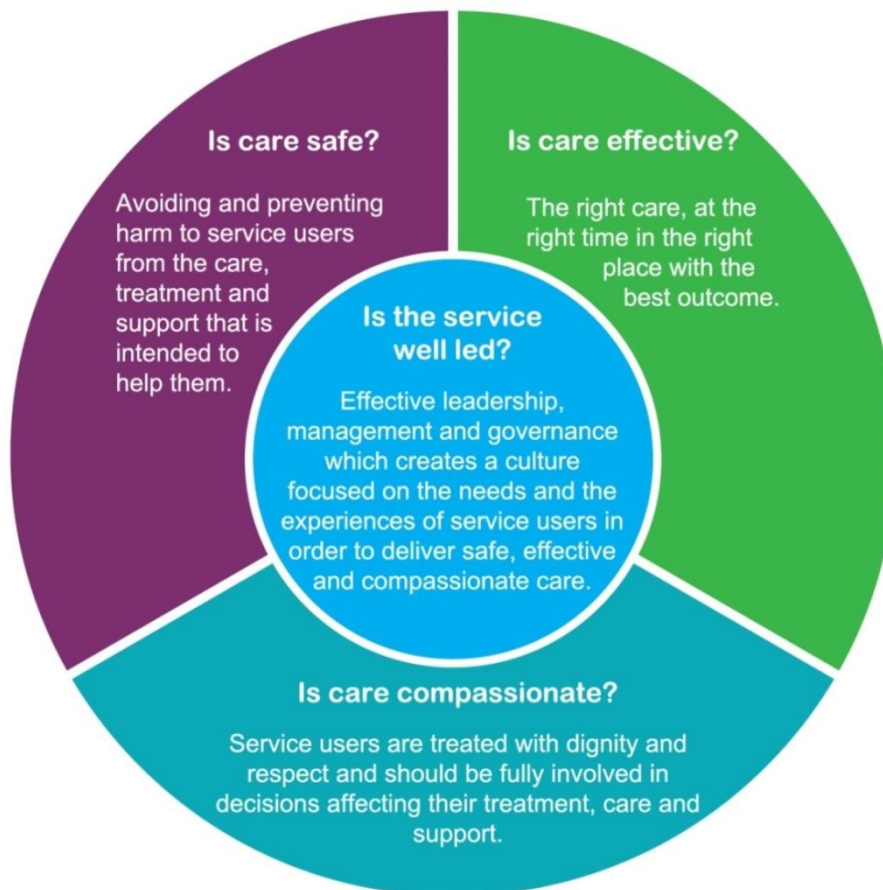 Is care safe?
Avoiding and preventing
harm to service users
from the care,
treatment and
support that is
intended to
help them.
Is care effective?
The right care, at the
right time in the right
place with the
best outcome.
Is the service
well led?
Effective leadership,
management and governance
which creates a culture
focused on the needs and the
experiences of service users in
order to deliver safe, effective
and compassionate care.
Is care compassionate?
Service users are treated with dignity and
respect and should be fully involved in
decisions affecting their treatment, care and
support.